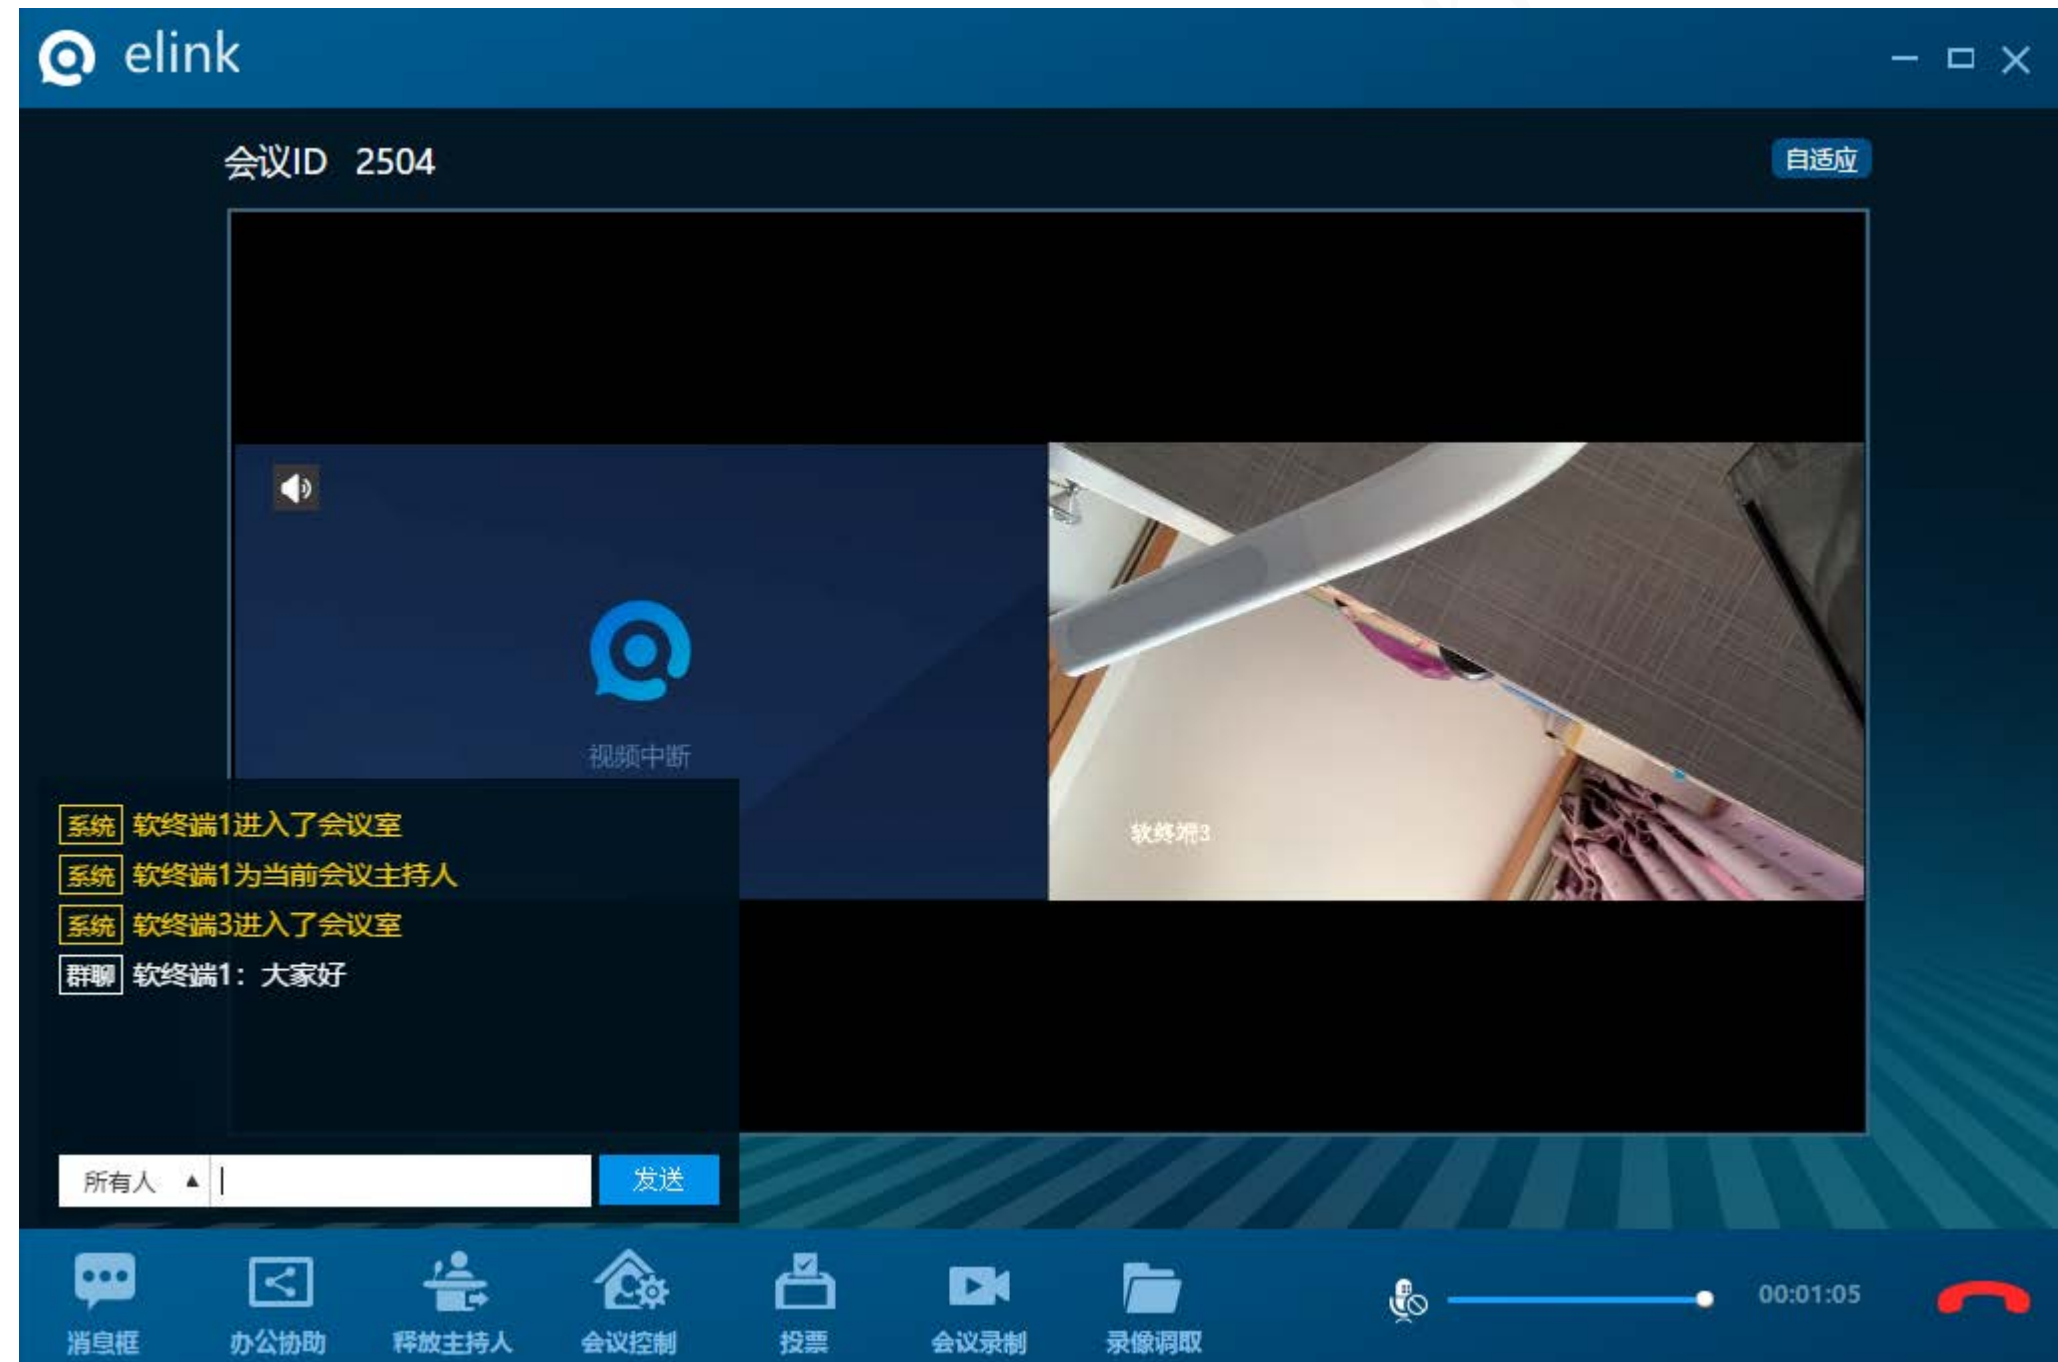 elink
会议ID 2504
自适应
视频中断
软终端3
系统 软终端1进入了会议室
系统 软终端1为当前会议主持人
系统 软终端3进入了会议室
群聊 软终端1：大家好
所有人 ▲ 发送
消息框 办公协助 释放主持人 会议控制 投票 会议录制 录像调取 00:01:05